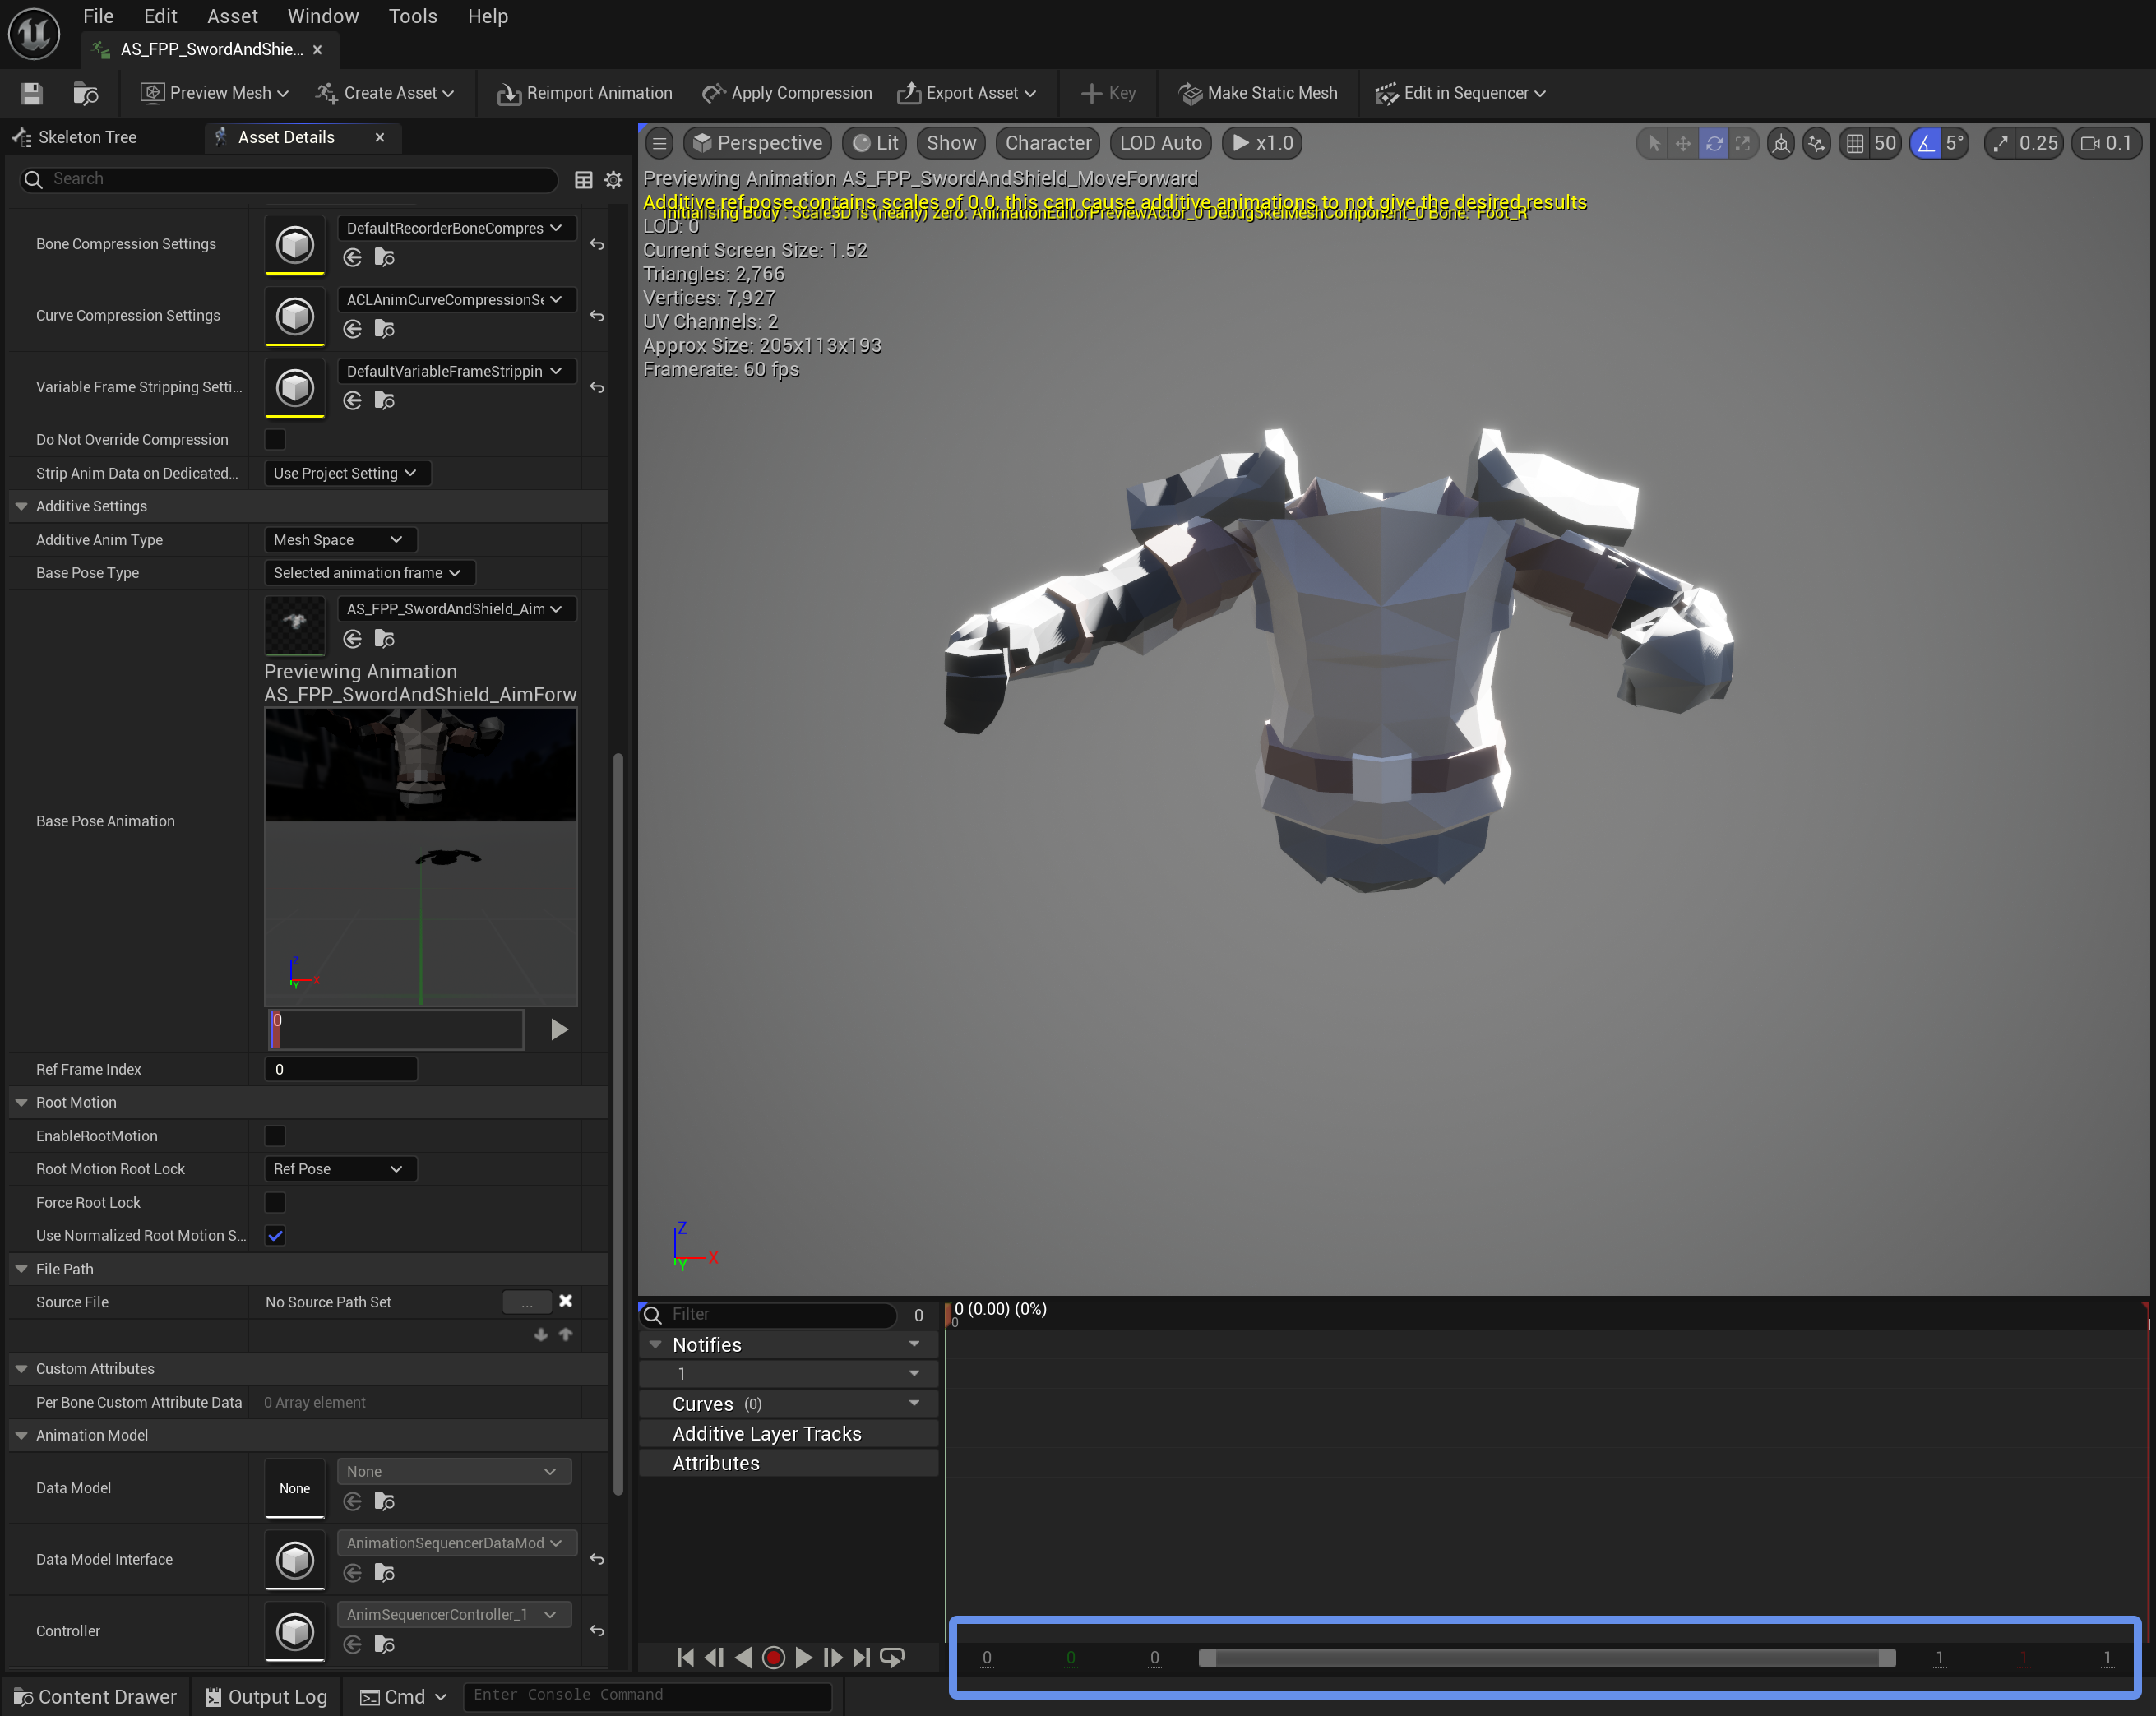 File Edit Asset Window Tools Help
AS_FPP_SwordAndShie...
Preview Mesh Create Asset Reimport Animation Apply Compression Export Asset Key Make Static Mesh Edit in Sequencer
Skeleton Tree Asset Details
Search
Bone Compression Settings DefaultRecorderBoneCompres
Curve Compression Settings ACLAnimCurveCompressionSe
Variable Frame Stripping Setti... DefaultVariableFrameStrippin
Do Not Override Compression
Strip Anim Data on Dedicated... Use Project Setting
Additive Settings
Additive Anim Type Mesh Space
Base Pose Type Selected animation frame
AS_FPP_SwordAndShield_Aim
Previewing Animation
AS_FPP_SwordAndShield_AimForw
Base Pose Animation
Z
X
Y
0
Ref Frame Index 0
Root Motion
EnableRootMotion
Root Motion Root Lock Ref Pose
Force Root Lock
Use Normalized Root Motion S...
File Path
Source File No Source Path Set ...
Custom Attributes
Per Bone Custom Attribute Data 0 Array element
Animation Model
Data Model None None
Data Model Interface AnimationSequencerDataMod
Controller AnimSequencerController_1
Perspective Lit Show Character LOD Auto x1.0 50 5° 0.25 0.1
Previewing Animation AS_FPP_SwordAndShield_MoveForward
Additive ref pose contains scales of 0.0, this can cause additive animations to not give the desired results
Initialising Body : Scale3D is (nearly) zero: AnimationEditorPreviewActor_0 DebugSkelMeshComponent_0 Bone: Foot_R
LOD: 0
Current Screen Size: 1.52
Triangles: 2,766
Vertices: 7,927
UV Channels: 2
Approx Size: 205x113x193
Framerate: 60 fps
Z
X
Y
Filter 0 0 (0.00) (0%)
0
Notifies
1
Curves (0)
Additive Layer Tracks
Attributes
0 0 0 1 1 1
Content Drawer Output Log Cmd Enter Console Command